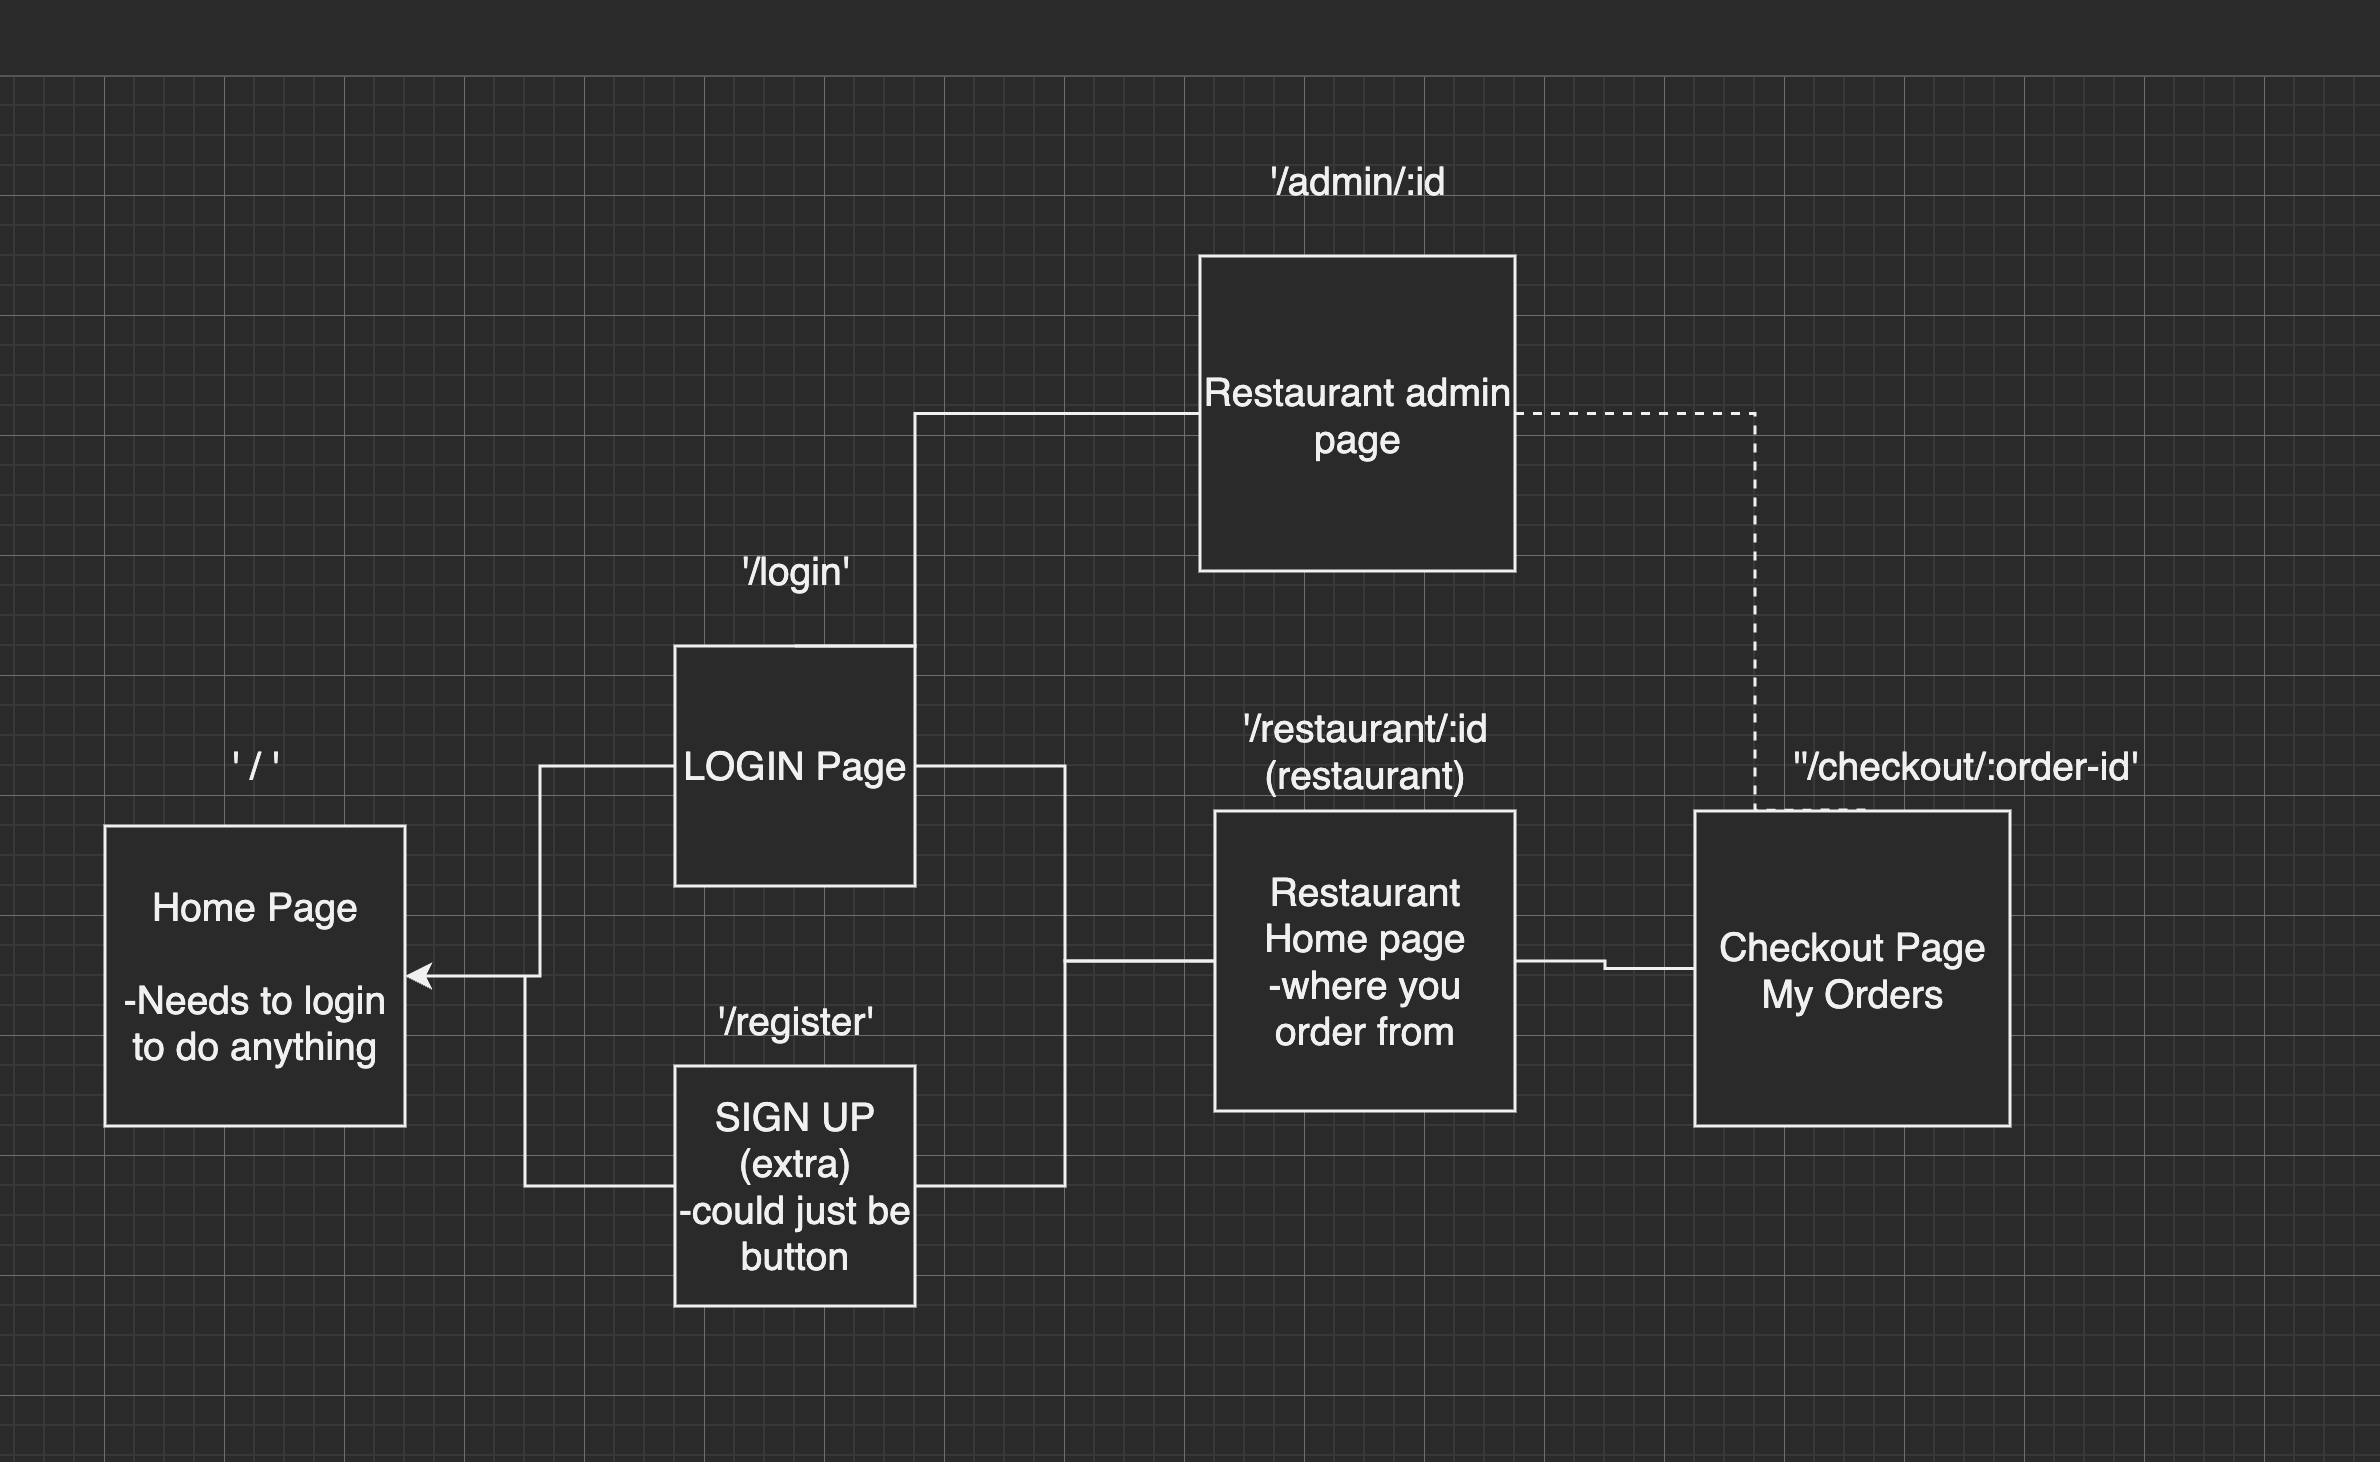 '/admin/:id
Restaurant admin
page
'/login'
LOGIN Page
' / '
Home Page
-Needs to login
to do anything
'/register'
SIGN UP
(extra)
-could just be
button
'/restaurant/:id
(restaurant)
Restaurant
Home page
-where you
order from
"/checkout/:order-id'
Checkout Page
My Orders